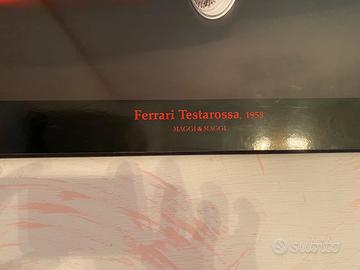 Ferrari Testarossa, 1958
MAGGI & MAGGI
subito